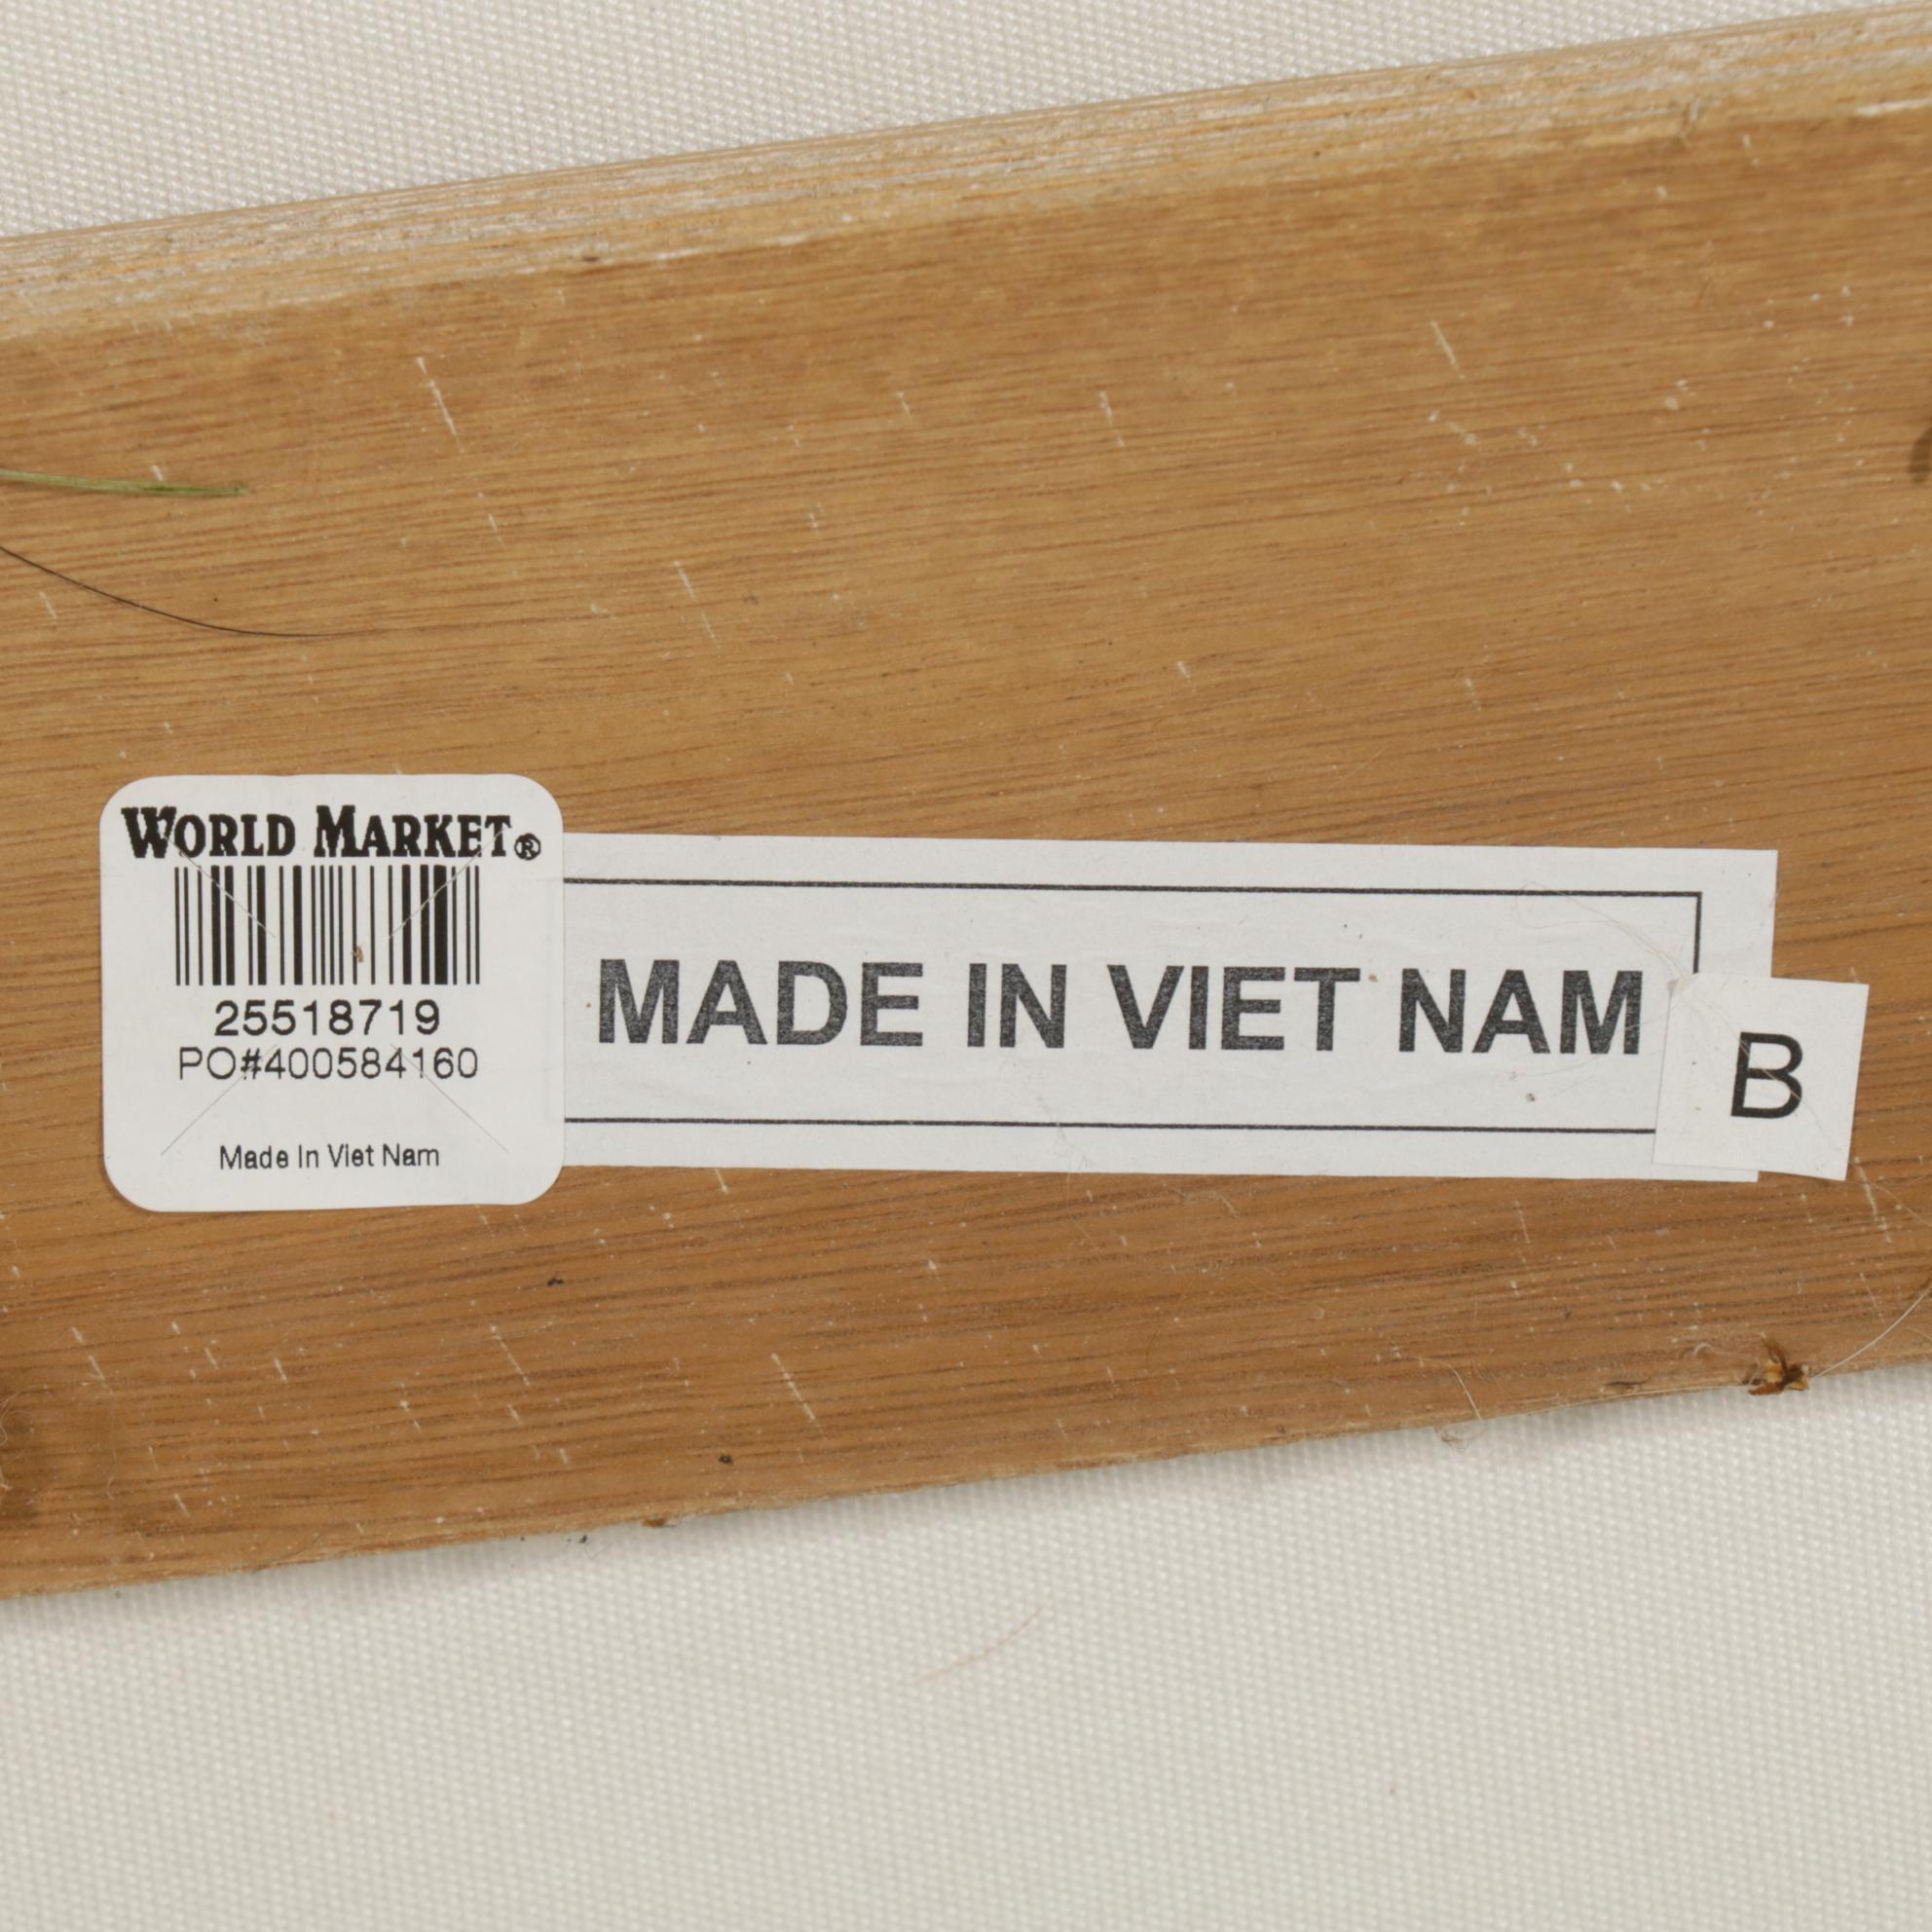 WORLD MARKET®
25518719
PO#400584160
Made In Viet Nam
MADE IN VIET NAM
B